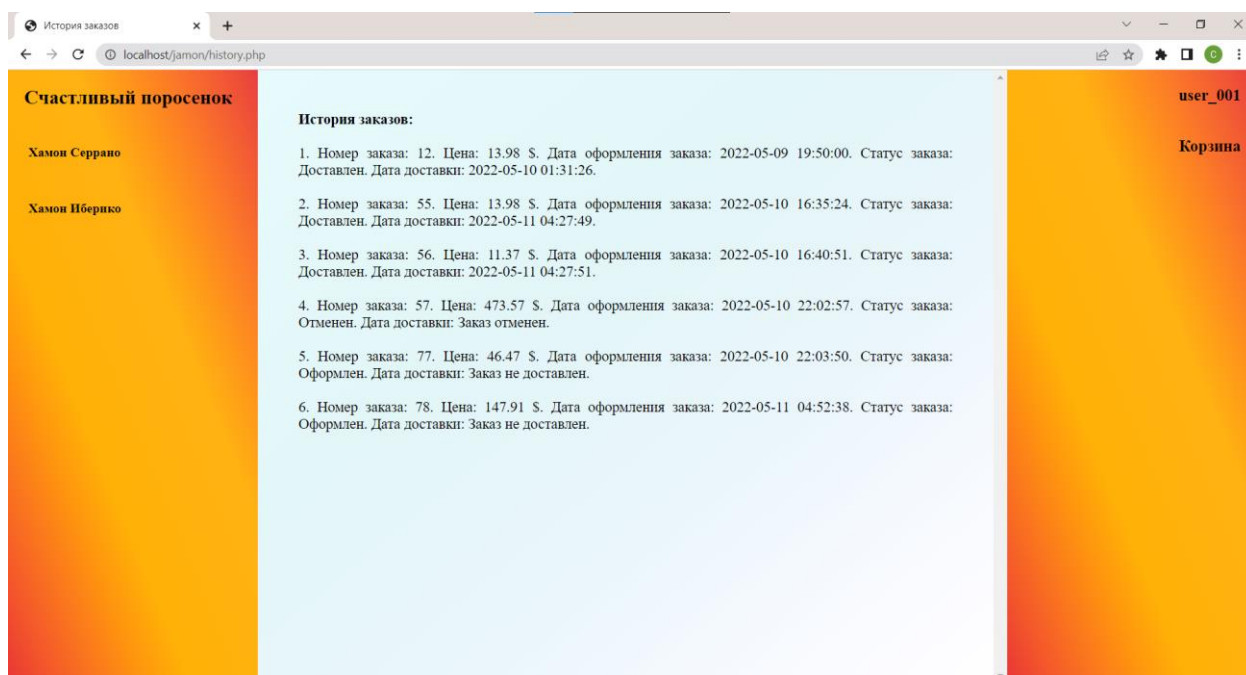 История заказов
localhost/jamon/history.php
C
Счастливый поросенок
user_001
Корзина
Хамон Серрано
Хамон Иберико
История заказов:
1. Номер заказа: 12. Цена: 13.98 $. Дата оформления заказа: 2022-05-09 19:50:00. Статус заказа:
Доставлен. Дата доставки: 2022-05-10 01:31:26.
2. Номер заказа: 55. Цена: 13.98 $. Дата оформления заказа: 2022-05-10 16:35:24. Статус заказа:
Доставлен. Дата доставки: 2022-05-11 04:27:49.
3. Номер заказа: 56. Цена: 11.37 $. Дата оформления заказа: 2022-05-10 16:40:51. Статус заказа:
Доставлен. Дата доставки: 2022-05-11 04:27:51.
4. Номер заказа: 57. Цена: 473.57 $. Дата оформления заказа: 2022-05-10 22:02:57. Статус заказа:
Отменен. Дата доставки: Заказ отменен.
5. Номер заказа: 77. Цена: 46.47 $. Дата оформления заказа: 2022-05-10 22:03:50. Статус заказа:
Оформлен. Дата доставки: Заказ не доставлен.
6. Номер заказа: 78. Цена: 147.91 $. Дата оформления заказа: 2022-05-11 04:52:38. Статус заказа:
Оформлен. Дата доставки: Заказ не доставлен.